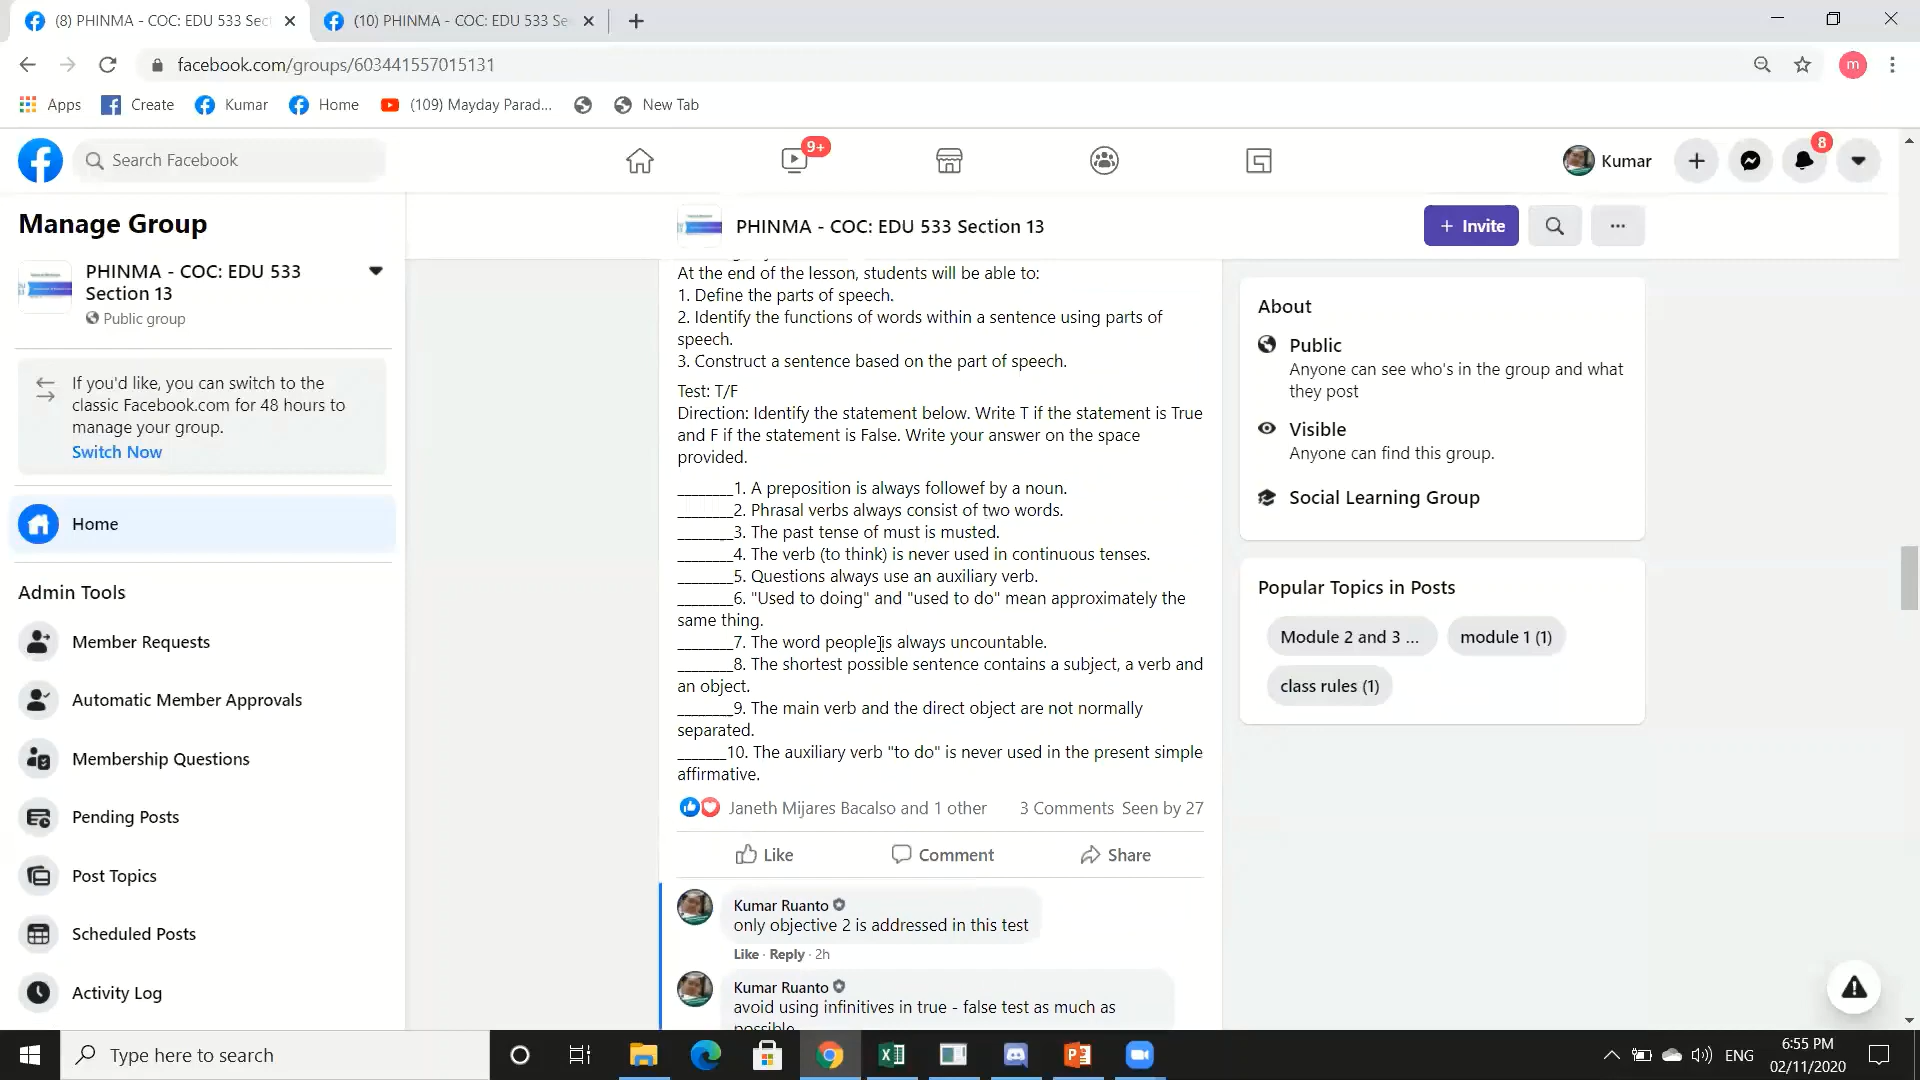 (8) PHINMA - COC: EDU 533 Sec
(10) PHINMA - COC: EDU 533 Se
facebook.com/groups/603441557015131
m
Apps
Create
Kumar
Home
(109) Mayday Parad...
New Tab
Search Facebook
9+
Kumar
8
Manage Group
PHINMA - COC: EDU 533
Section 13
Public group
If you'd like, you can switch to the
classic Facebook.com for 48 hours to
manage your group.
Switch Now
Home
Admin Tools
Member Requests
Automatic Member Approvals
Membership Questions
Pending Posts
Post Topics
Scheduled Posts
Activity Log
PHINMA - COC: EDU 533 Section 13
+ Invite
At the end of the lesson, students will be able to:
1. Define the parts of speech.
2. Identify the functions of words within a sentence using parts of
speech.
3. Construct a sentence based on the part of speech.
Test: T/F
Direction: Identify the statement below. Write T if the statement is True
and F if the statement is False. Write your answer on the space
provided.
________1. A preposition is always followef by a noun.
________2. Phrasal verbs always consist of two words.
________3. The past tense of must is musted.
________4. The verb (to think) is never used in continuous tenses.
________5. Questions always use an auxiliary verb.
________6. "Used to doing" and "used to do" mean approximately the
same thing.
________7. The word people is always uncountable.
________8. The shortest possible sentence contains a subject, a verb and
an object.
________9. The main verb and the direct object are not normally
separated.
_______10. The auxiliary verb "to do" is never used in the present simple
affirmative.
Janeth Mijares Bacalso and 1 other
3 Comments Seen by 27
Like
Comment
Share
Kumar Ruanto
only objective 2 is addressed in this test
Like · Reply · 2h
Kumar Ruanto
avoid using infinitives in true - false test as much as
possible
About
Public
Anyone can see who's in the group and what
they post
Visible
Anyone can find this group.
Social Learning Group
Popular Topics in Posts
Module 2 and 3 ...
module 1 (1)
class rules (1)
Type here to search
ENG
6:55 PM
02/11/2020